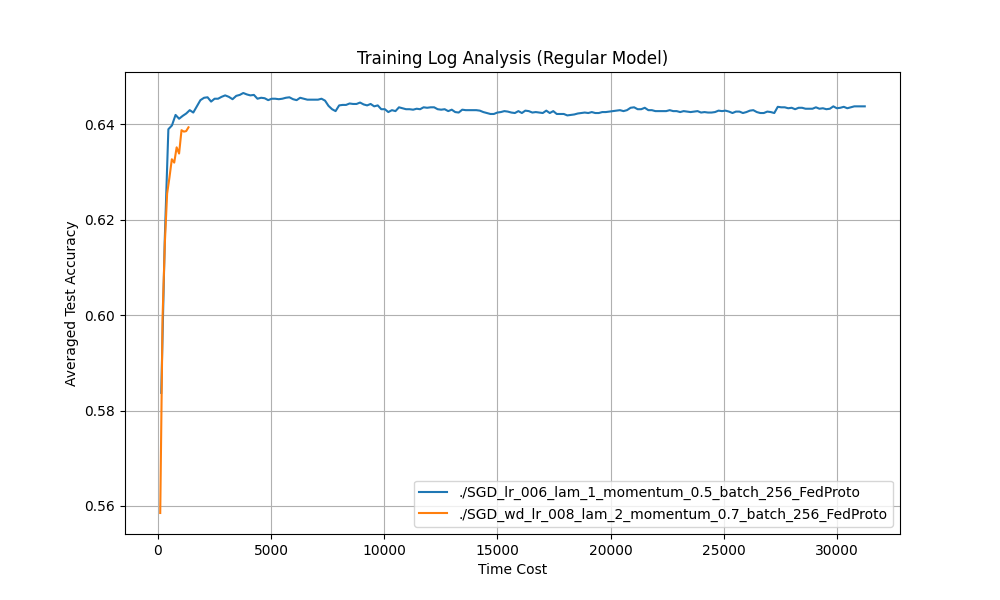 Training Log Analysis (Regular Model)
Averaged Test Accuracy
0.64
0.62
0.60
0.58
0.56
0
5000
10000
15000
20000
25000
30000
Time Cost
./SGD_lr_006_lam_1_momentum_0.5_batch_256_FedProto
./SGD_wd_lr_008_lam_2_momentum_0.7_batch_256_FedProto